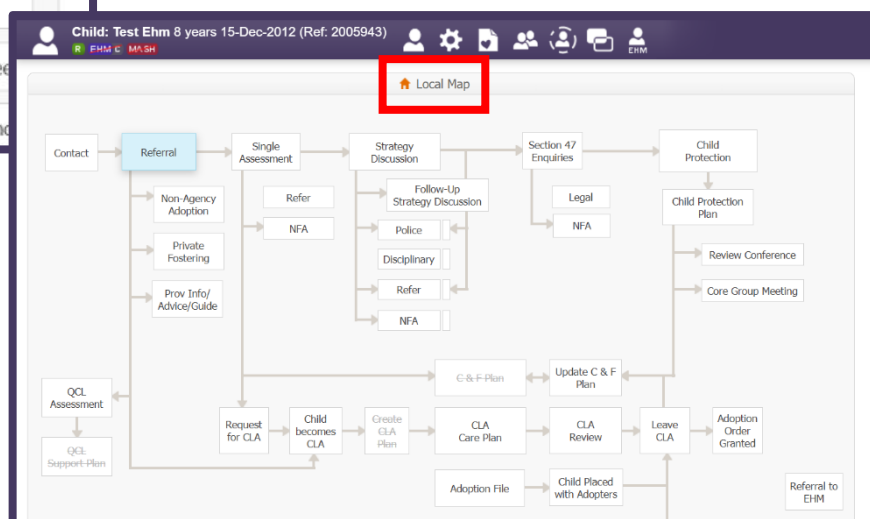 Child: Test Ehm 8 years 15-Dec-2012 (Ref: 2005943)
R EHM C MASH
EHM
Local Map
Contact
Referral
Single
Assessment
Strategy
Discussion
Section 47
Enquiries
Child
Protection
Non-Agency
Adoption
Refer
Follow-Up
Strategy Discussion
Legal
Child Protection
Plan
NFA
Police
NFA
Private
Fostering
Disciplinary
Review Conference
Prov Info/
Advice/Guide
Refer
Core Group Meeting
NFA
C & F Plan
Update C & F
Plan
QCL
Assessment
Request
for CLA
Child
becomes
CLA
Create
CLA
Plan
CLA
Care Plan
CLA
Review
Leave
CLA
Adoption
Order
Granted
QCL
Support Plan
Adoption File
Child Placed
with Adopters
Referral to
EHM